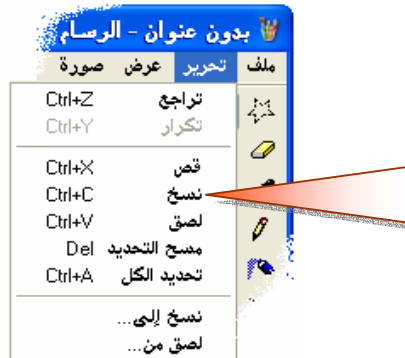 بدون عنوان - الرسام
ملف تحرير عرض صورة
تراجع Ctrl+Z
تكرار Ctrl+Y
قص Ctrl+X
نسخ Ctrl+C
لصق Ctrl+V
مسح التحديد Del
تحديد الكل Ctrl+A
نسخ إلى...
لصق من...